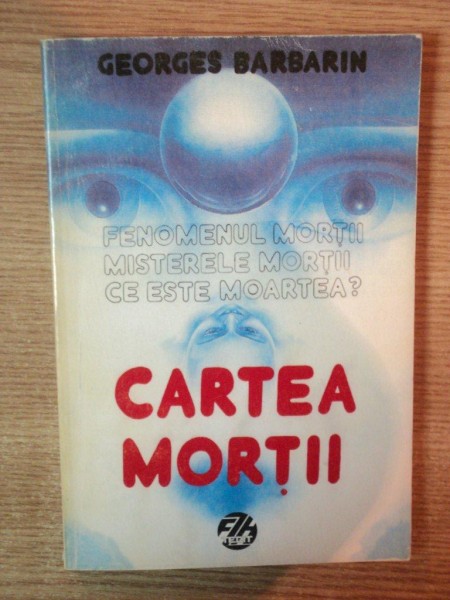 GEORGES BARBARIN
FENOMENUL MORȚII
MISTERELE MORȚII
CE ESTE MOARTEA?
CARTEA
MORȚII